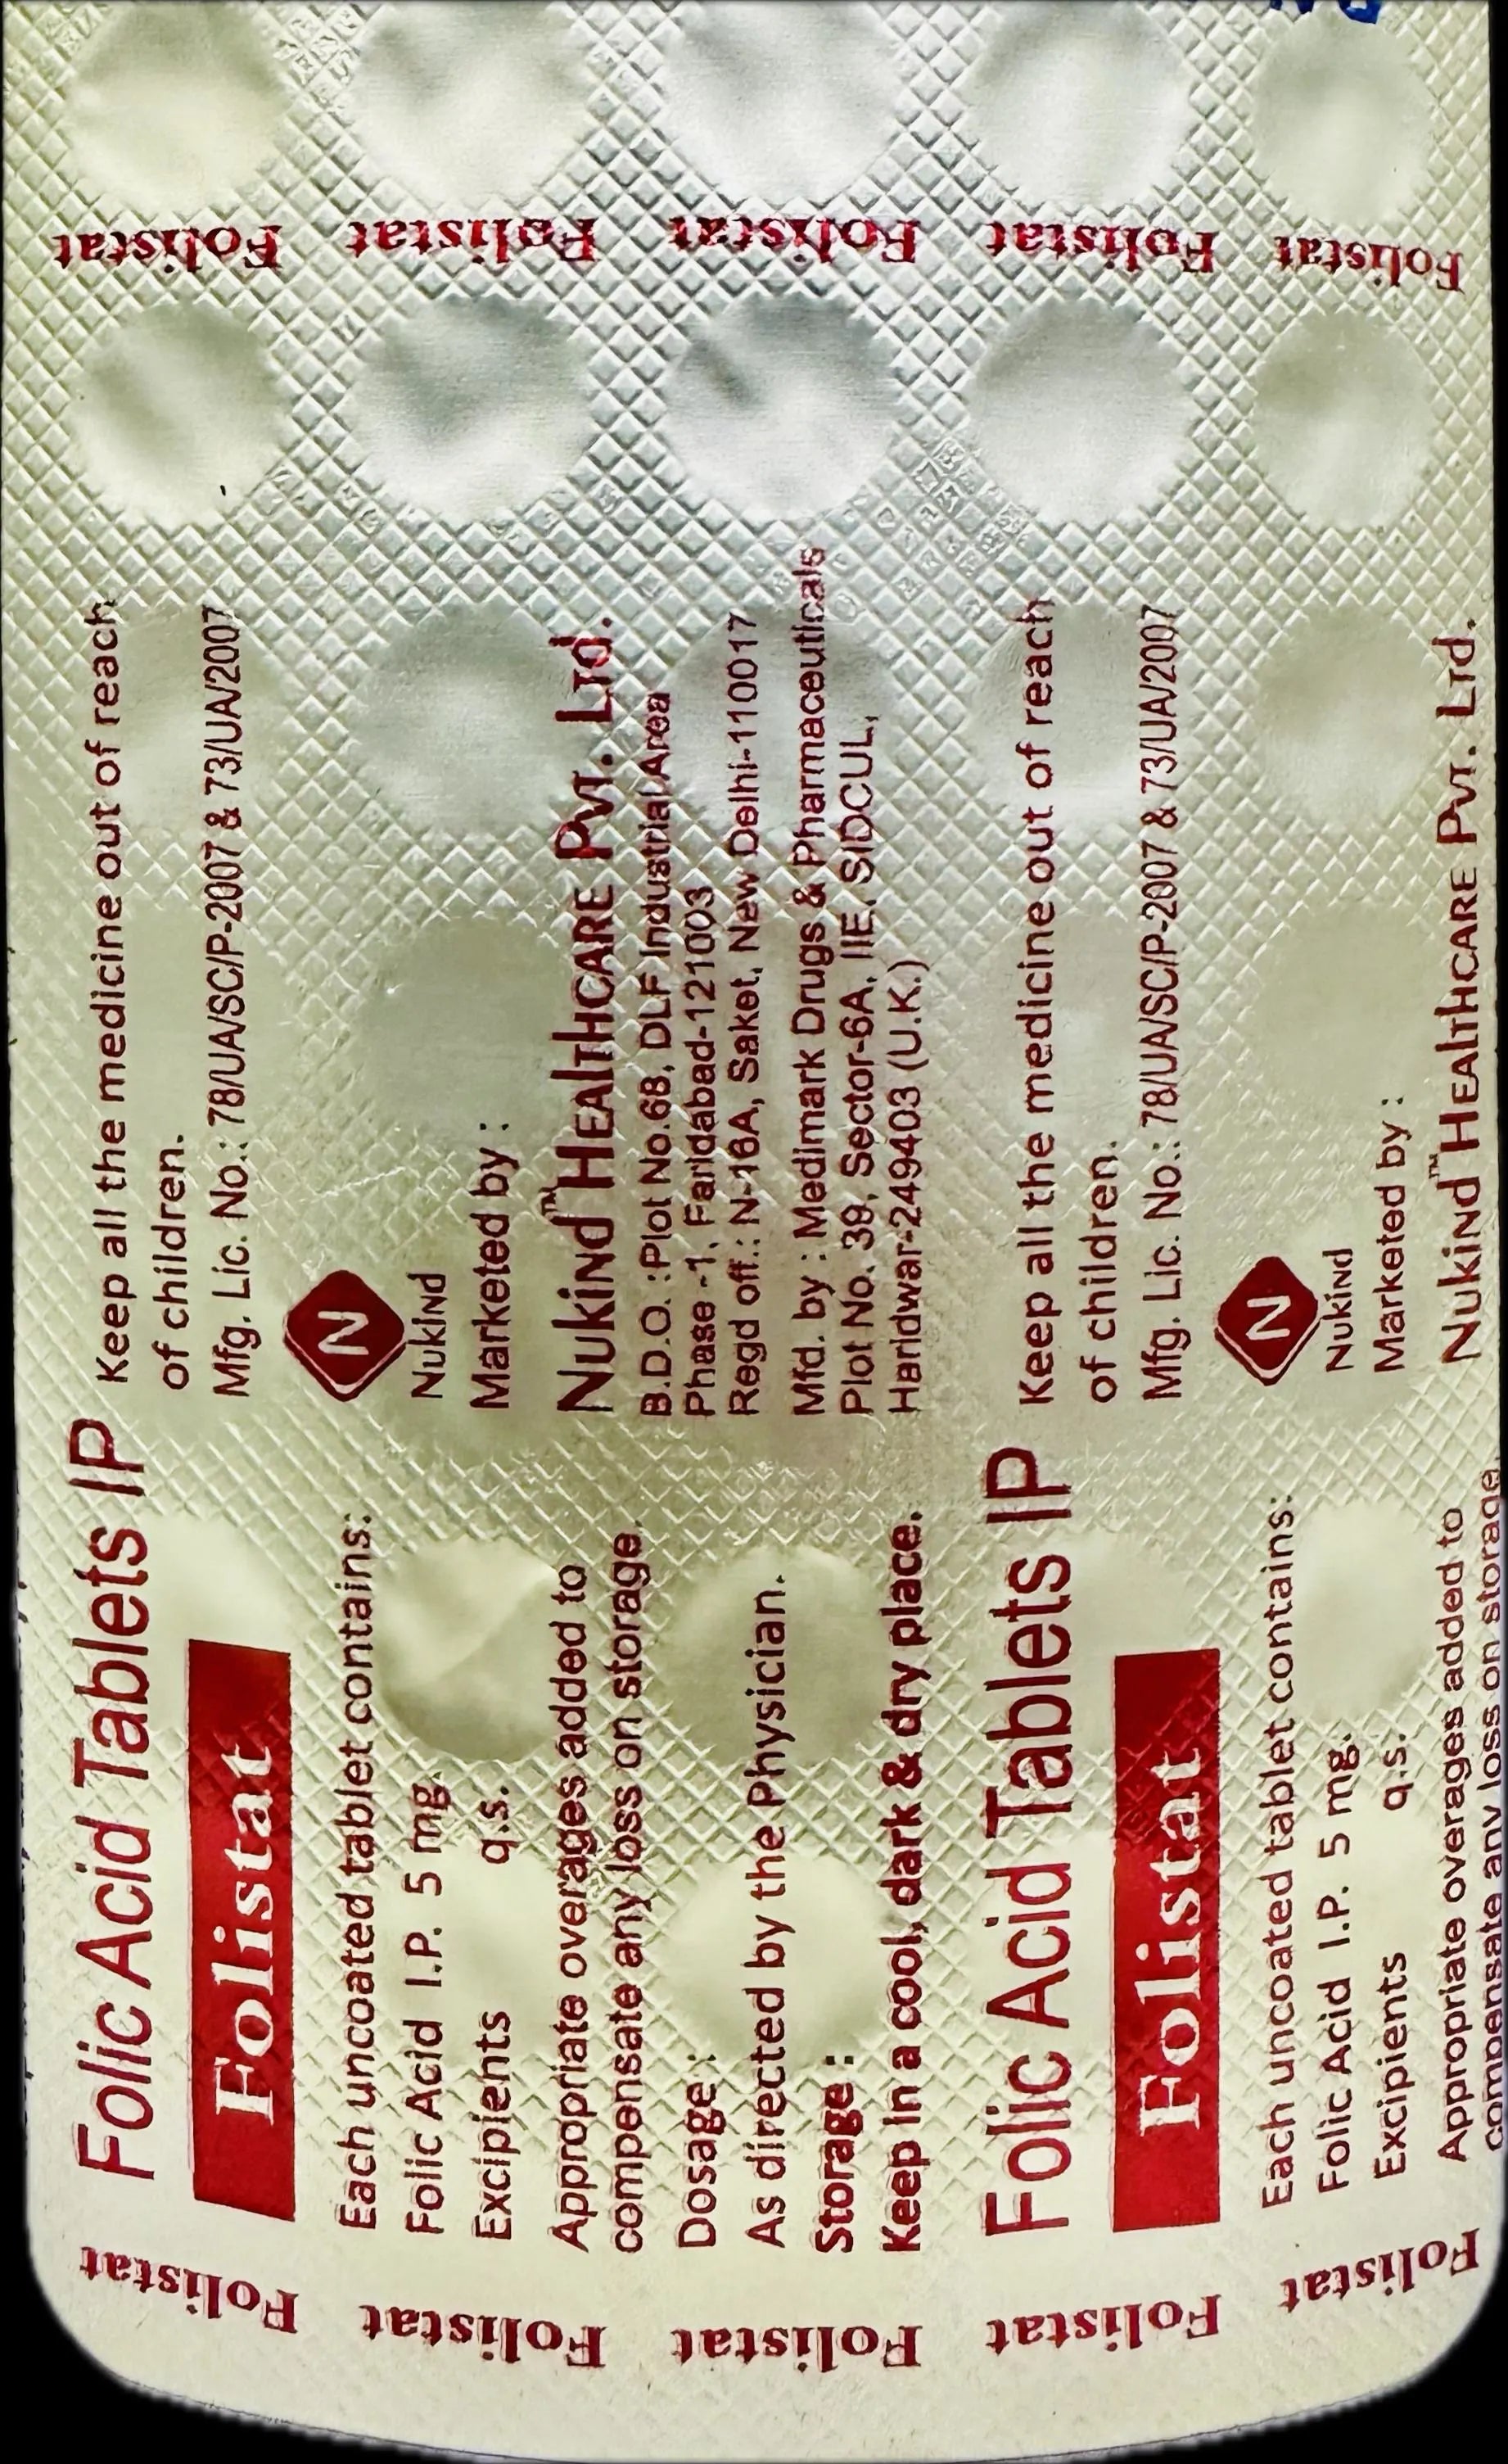 Folistat Folistat Folistat Folistat Folistat
Folic Acid Tablets IP
Folistat
Each uncoated tablet contains:
Folic Acid I.P. 5 mg.
Excipients q.s.
Appropriate overages added to
compensate any loss on storage.
Dosage :
As directed by the Physician.
Storage :
Keep in a cool, dark & dry place.
Keep all the medicine out of reach
of children.
Mfg. Lic. No.: 78/UA/SC/P-2007 & 73/UA/2007
N
Nukind
Marketed by :
Nukind™ Healthcare Pvt. Ltd.
B.D.O. : Plot No.68, DLF Industrial Area
Phase -1, Faridabad-121003
Regd off.: N-16A, Saket, New Delhi-110017
Mfd. by : Medimark Drugs & Pharmaceuticals
Plot No. 39, Sector-6A, IIE, SIDCUL,
Haridwar-249403 (U.K.)
Folic Acid Tablets IP
Folistat
Each uncoated tablet contains:
Folic Acid I.P. 5 mg.
Excipients q.s.
Appropriate overages added to
compensate any loss on storage.
Keep all the medicine out of reach
of children.
Mfg. Lic. No.: 78/UA/SC/P-2007 & 73/UA/2007
N
Nukind
Marketed by :
Nukind™ Healthcare Pvt. Ltd.
Folistat Folistat Folistat Folistat Folistat